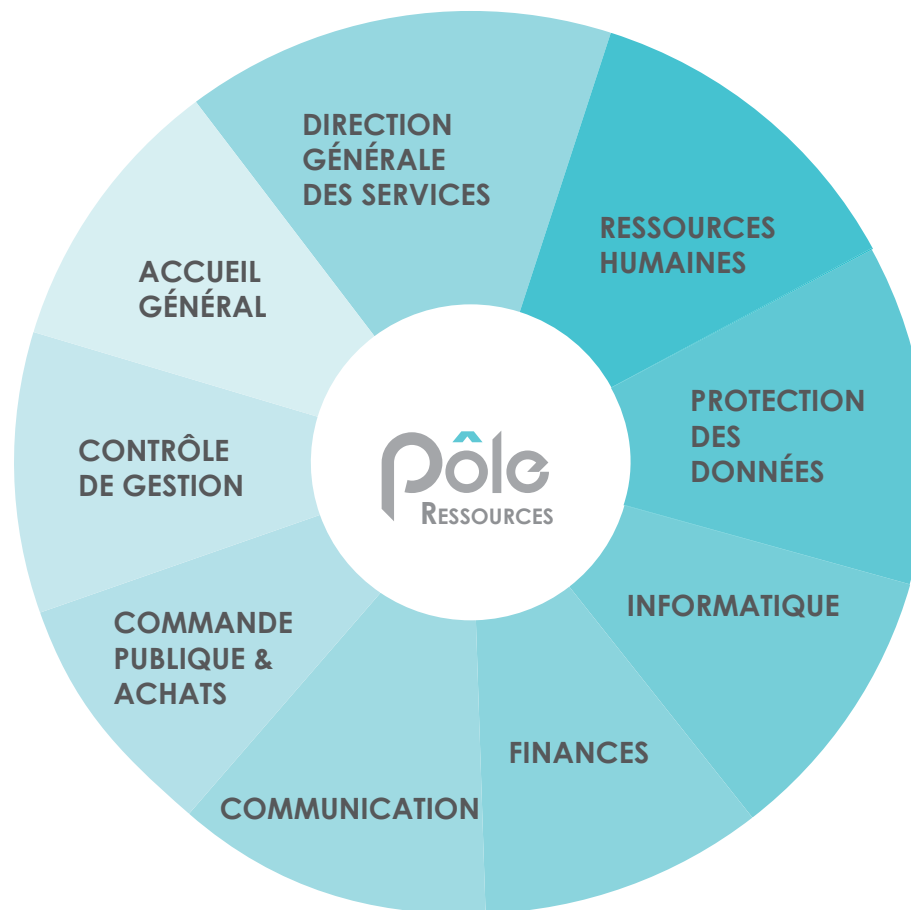 DIRECTION
GÉNÉRALE
DES SERVICES
RESSOURCES
HUMAINES
PROTECTION
DES
DONNÉES
INFORMATIQUE
FINANCES
COMMUNICATION
COMMANDE
PUBLIQUE &
ACHATS
CONTRÔLE
DE GESTION
ACCUEIL
GÉNÉRAL
pôle
RESSOURCES